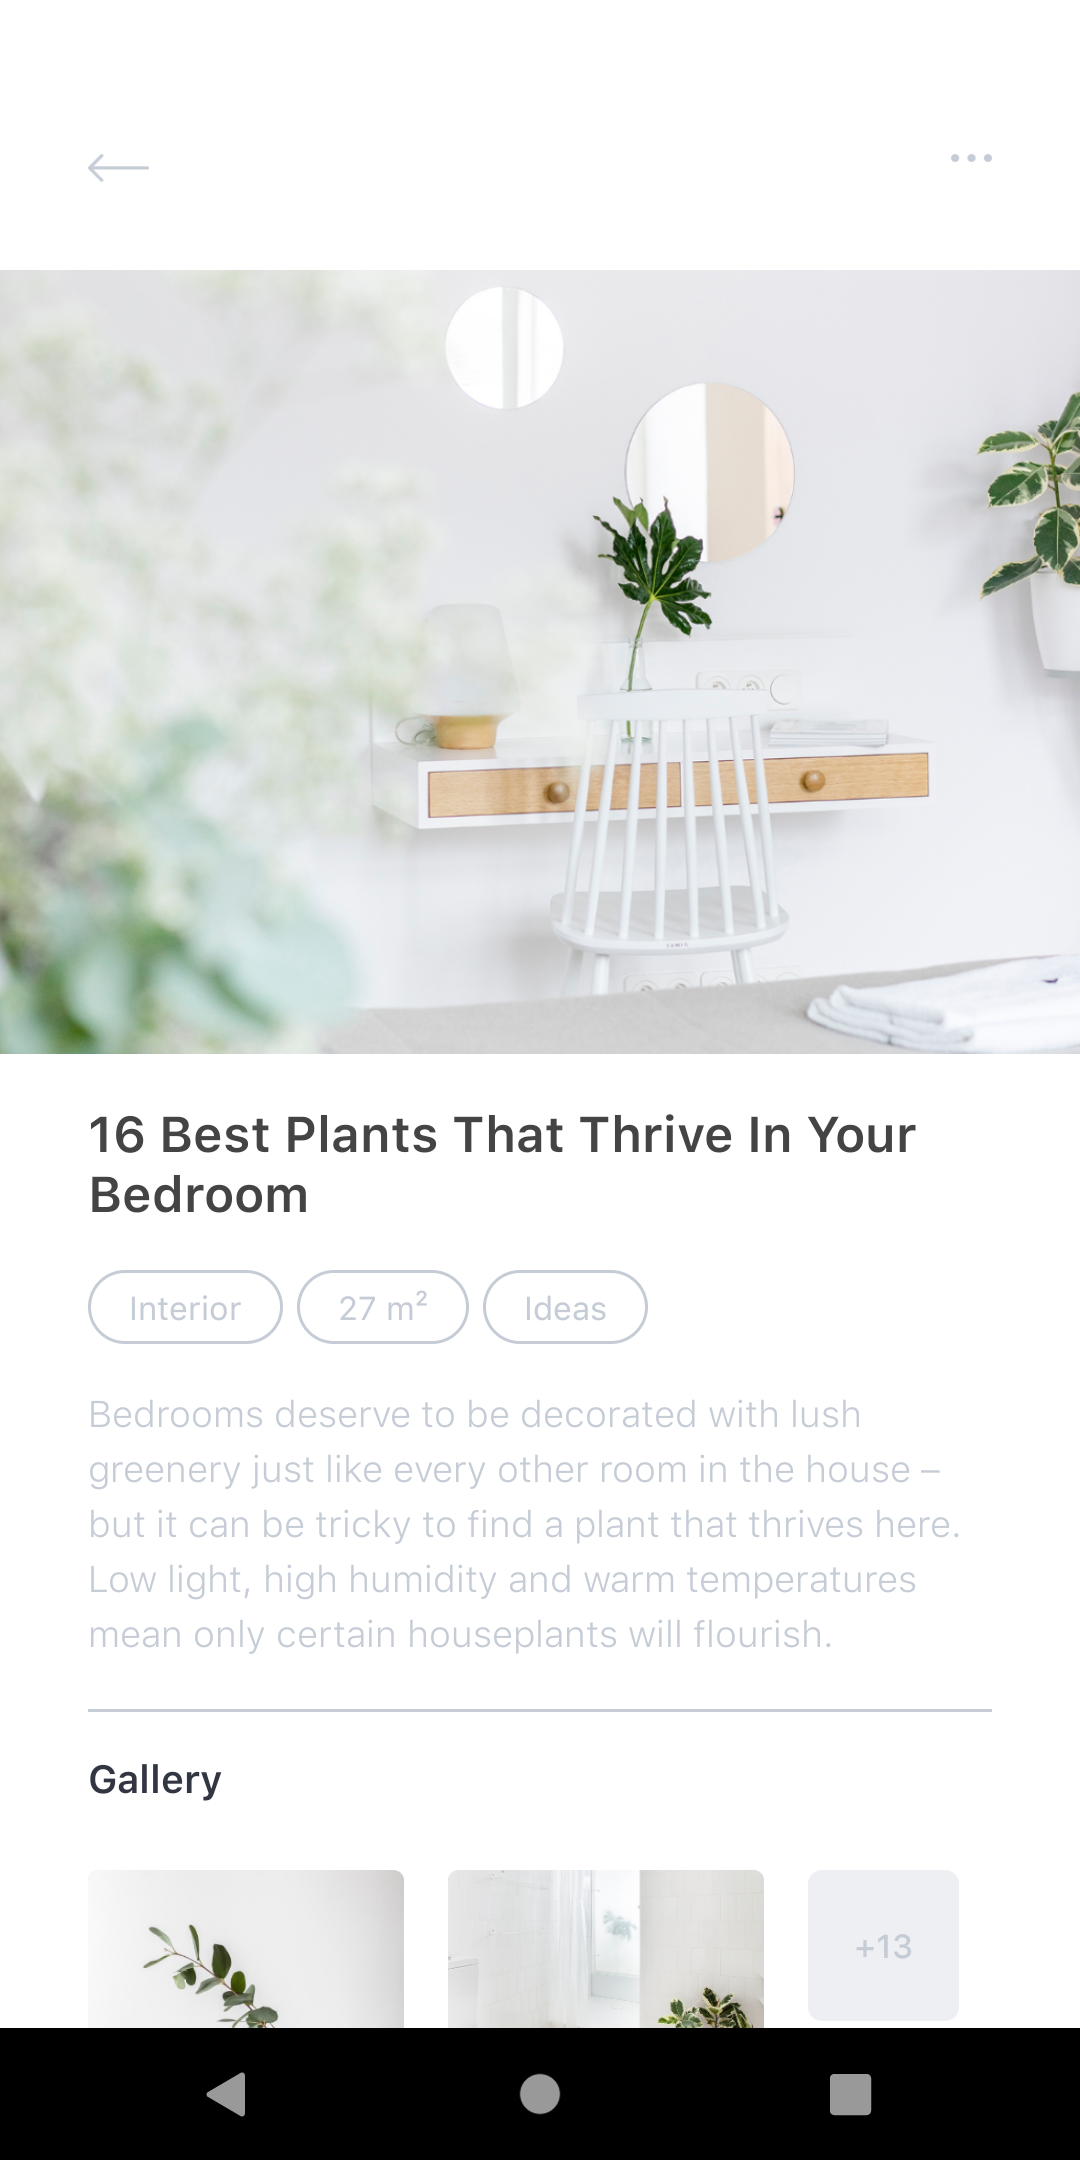 16 Best Plants That Thrive In Your
Bedroom
Interior
27 m²
Ideas
Bedrooms deserve to be decorated with lush
greenery just like every other room in the house –
but it can be tricky to find a plant that thrives here.
Low light, high humidity and warm temperatures
mean only certain houseplants will flourish.
Gallery
+13